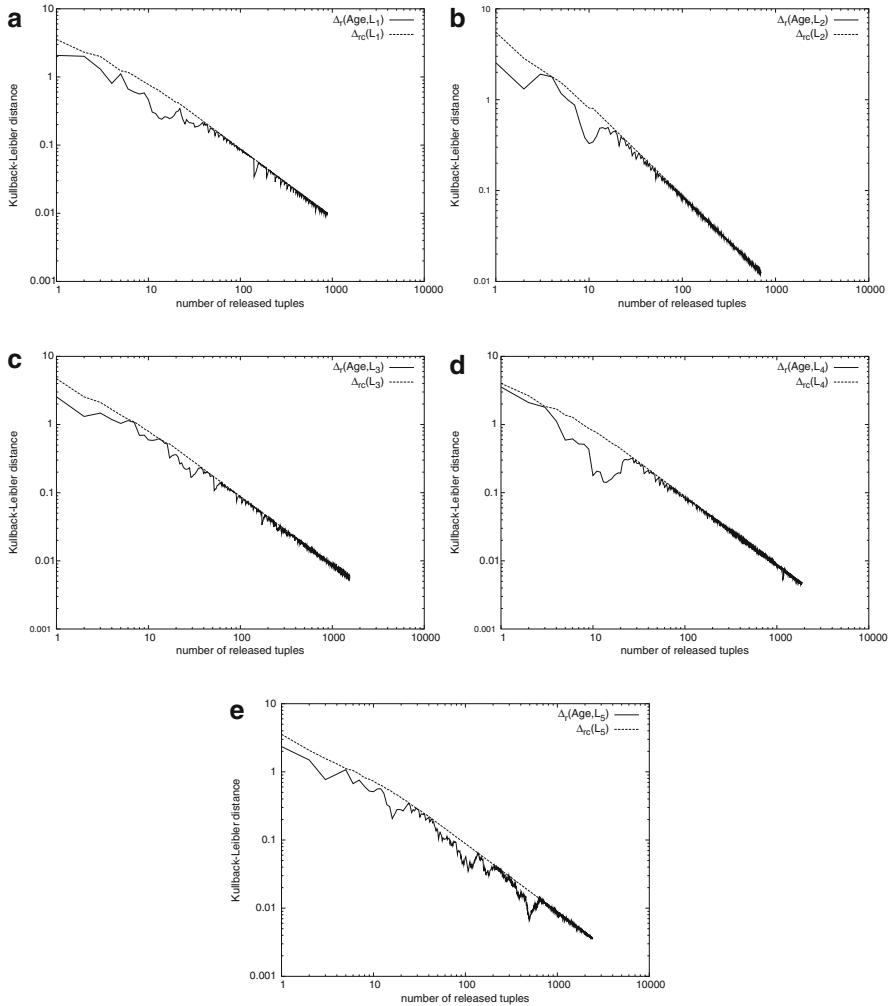 a
Δr(Age,L1)
Δrc(L1)
Kullback-Leibler distance
10
1
0.1
0.01
0.001
1 10 100 1000 10000
number of released tuples
b
Δr(Age,L2)
Δrc(L2)
Kullback-Leibler distance
10
1
0.1
0.01
1 10 100 1000 10000
number of released tuples
c
Δr(Age,L3)
Δrc(L3)
Kullback-Leibler distance
10
1
0.1
0.01
0.001
1 10 100 1000 10000
number of released tuples
d
Δr(Age,L4)
Δrc(L4)
Kullback-Leibler distance
10
1
0.1
0.01
0.001
1 10 100 1000 10000
number of released tuples
e
Δr(Age,L5)
Δrc(L5)
Kullback-Leibler distance
10
1
0.1
0.01
0.001
1 10 100 1000 10000
number of released tuples